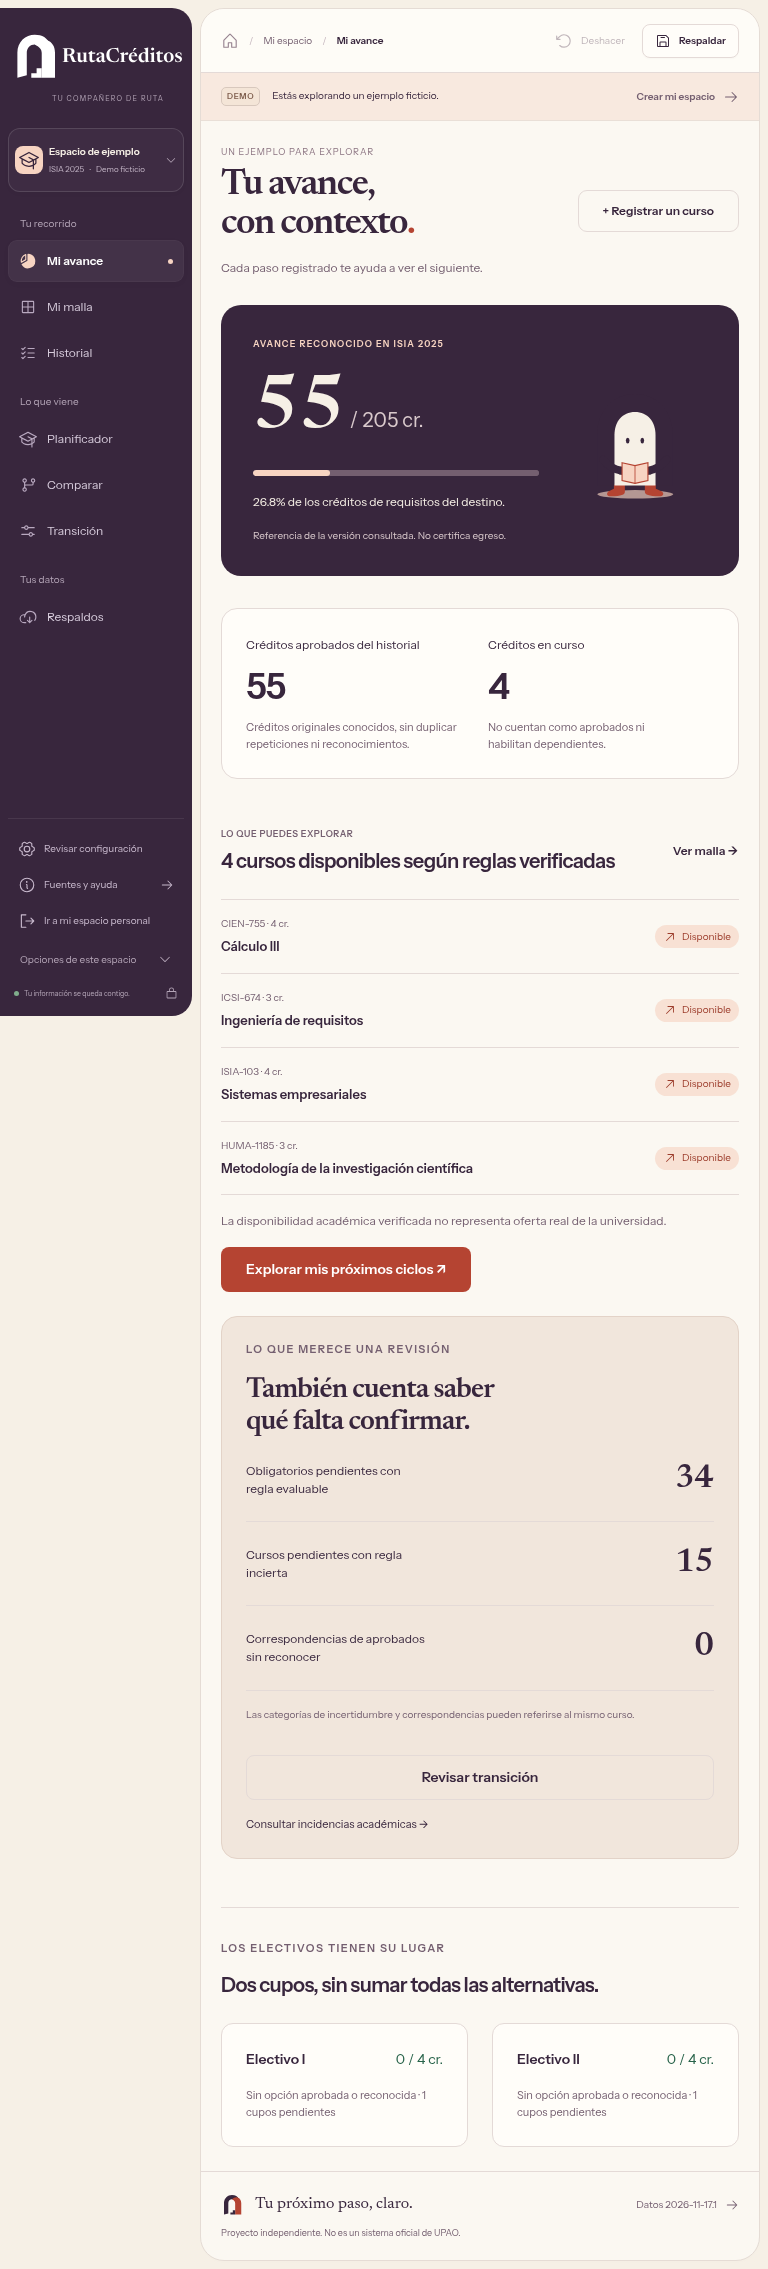 RutaCréditos
TU COMPAÑERO DE RUTA
Espacio de ejemplo
ISIA 2025 · Demo ficticio
Tu recorrido
Mi avance
Mi malla
Historial
Lo que viene
Planificador
Comparar
Transición
Tus datos
Respaldos
Revisar configuración
Fuentes y ayuda
Ir a mi espacio personal
Opciones de este espacio
Tu información se queda contigo.
/ Mi espacio / Mi avance
Deshacer
Respaldar
DEMO Estás explorando un ejemplo ficticio.
Crear mi espacio →
UN EJEMPLO PARA EXPLORAR
Tu avance,
con contexto.
+ Registrar un curso
Cada paso registrado te ayuda a ver el siguiente.
AVANCE RECONOCIDO EN ISIA 2025
55 / 205 cr.
26.8% de los créditos de requisitos del destino.
Referencia de la versión consultada. No certifica egreso.
Créditos aprobados del historial
55
Créditos originales conocidos, sin duplicar
repeticiones ni reconocimientos.
Créditos en curso
4
No cuentan como aprobados ni
habilitan dependientes.
LO QUE PUEDES EXPLORAR
4 cursos disponibles según reglas verificadas
Ver malla →
CIEN-755 · 4 cr.
Cálculo III
Disponible
ICSI-674 · 3 cr.
Ingeniería de requisitos
Disponible
ISIA-103 · 4 cr.
Sistemas empresariales
Disponible
HUMA-1185 · 3 cr.
Metodología de la investigación científica
Disponible
La disponibilidad académica verificada no representa oferta real de la universidad.
Explorar mis próximos ciclos ↗
LO QUE MERECE UNA REVISIÓN
También cuenta saber
qué falta confirmar.
Obligatorios pendientes con
regla evaluable
34
Cursos pendientes con regla
incierta
15
Correspondencias de aprobados
sin reconocer
0
Las categorías de incertidumbre y correspondencias pueden referirse al mismo curso.
Revisar transición
Consultar incidencias académicas →
LOS ELECTIVOS TIENEN SU LUGAR
Dos cupos, sin sumar todas las alternativas.
Electivo I 0 / 4 cr.
Sin opción aprobada o reconocida · 1
cupos pendientes
Electivo II 0 / 4 cr.
Sin opción aprobada o reconocida · 1
cupos pendientes
Tu próximo paso, claro.
Datos 2026-11-17.1 →
Proyecto independiente. No es un sistema oficial de UPAO.